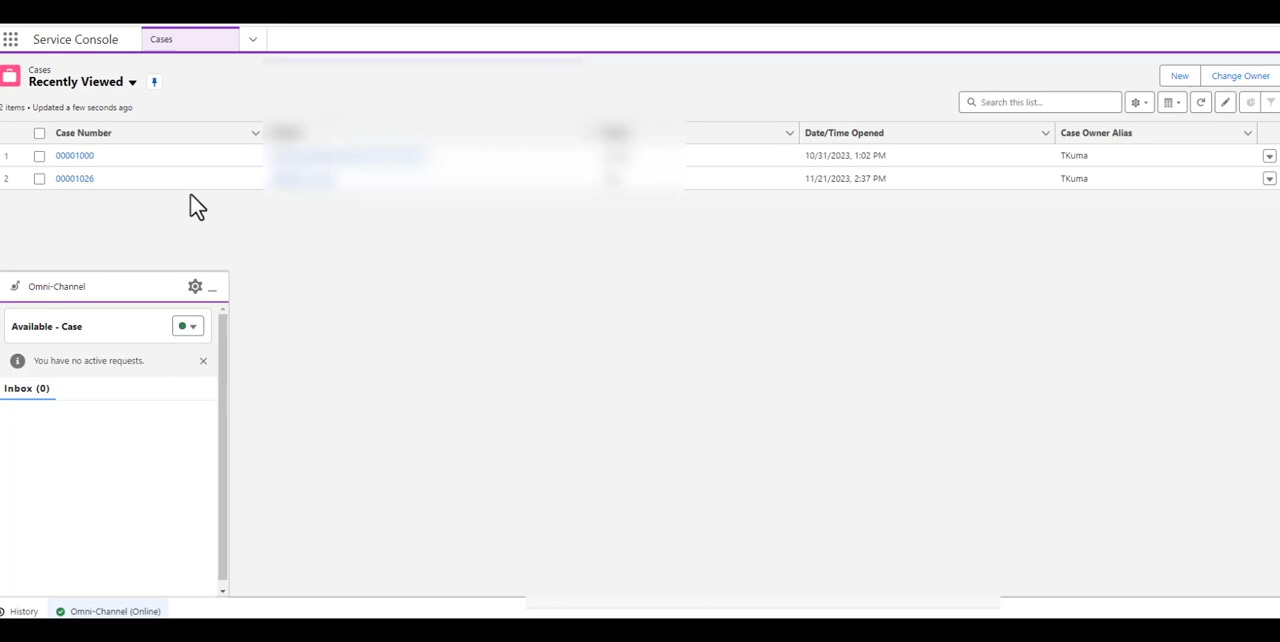 Service Console
Cases
Cases
Recently Viewed
2 items • Updated a few seconds ago
New
Change Owner
Search this list...
Case Number
Date/Time Opened
Case Owner Alias
1 00001000 10/31/2023, 1:02 PM TKuma
2 00001026 11/21/2023, 2:37 PM TKuma
Omni-Channel
Available - Case
You have no active requests.
Inbox (0)
History
Omni-Channel (Online)